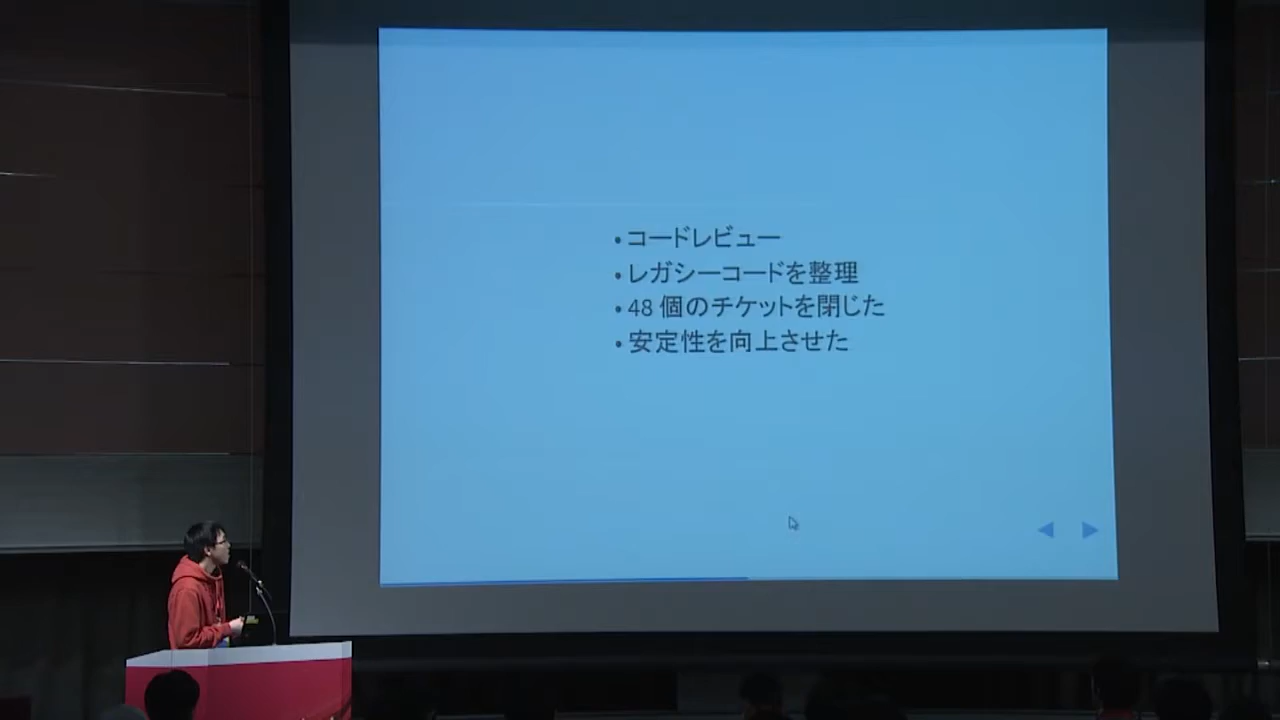 • コードレビュー
• レガシーコードを整理
• 48 個のチケットを閉じた
• 安定性を向上させた